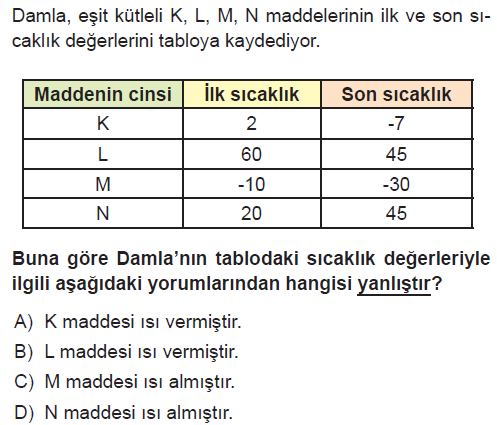 Damla, eşit kütleli K, L, M, N maddelerinin ilk ve son sı-
caklık değerlerini tabloya kaydediyor.
Maddenin cinsi İlk sıcaklık Son sıcaklık
K 2 -7
L 60 45
M -10 -30
N 20 45
Buna göre Damla’nın tablodaki sıcaklık değerleriyle
ilgili aşağıdaki yorumlarından hangisi yanlıştır?
A) K maddesi ısı vermiştir.
B) L maddesi ısı vermiştir.
C) M maddesi ısı almıştır.
D) N maddesi ısı almıştır.